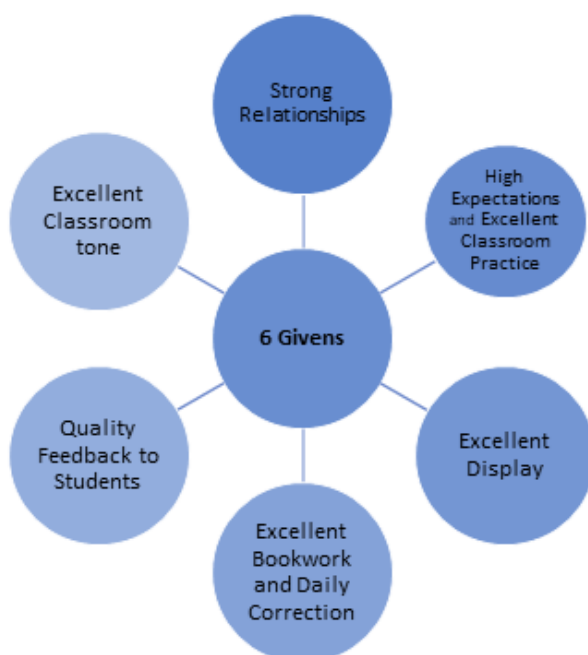 Strong
Relationships
High
Expectations
and Excellent
Classroom
Practice
Excellent
Display
Excellent
Bookwork
and Daily
Correction
Quality
Feedback to
Students
Excellent
Classroom
tone
6 Givens